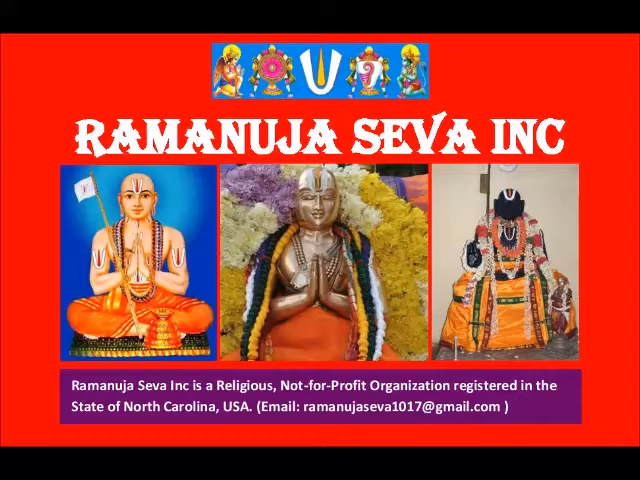 RAMANUJA SEVA INC
Ramanuja Seva Inc is a Religious, Not-for-Profit Organization registered in the
State of North Carolina, USA. (Email: ramanujaseva1017@gmail.com )